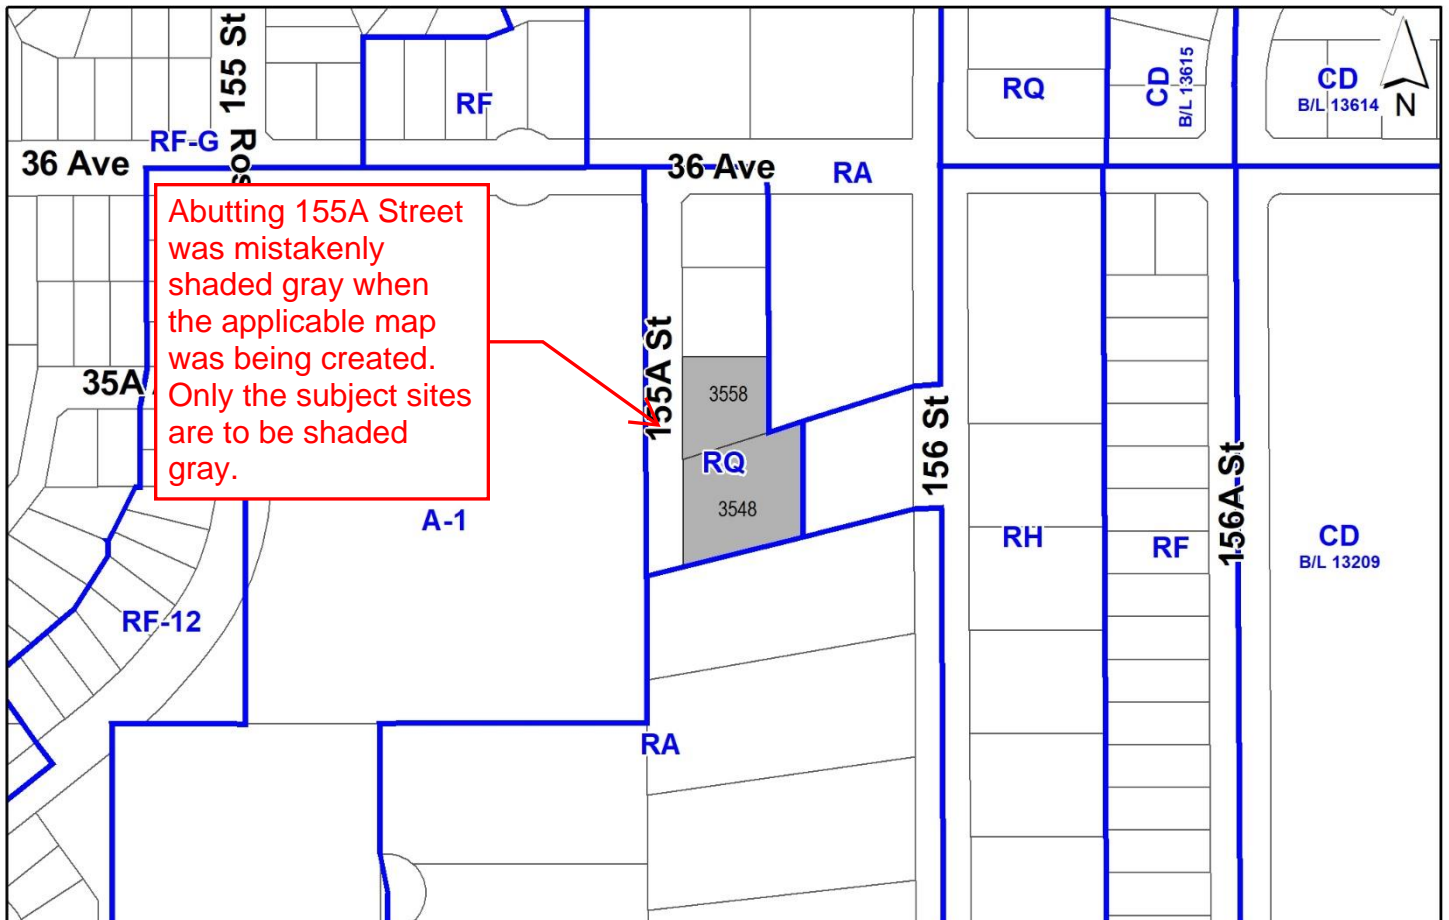 155 St
RF
RQ
CD
B/L 13615
CD
B/L 13614
N
RF-G
Ros
36 Ave
36 Ave
RA
Abutting 155A Street
was mistakenly
shaded gray when
the applicable map
was being created.
Only the subject sites
are to be shaded
gray.
35A
155A St
3558
RQ
3548
156 St
156A St
A-1
RH
RF
CD
B/L 13209
RF-12
RA